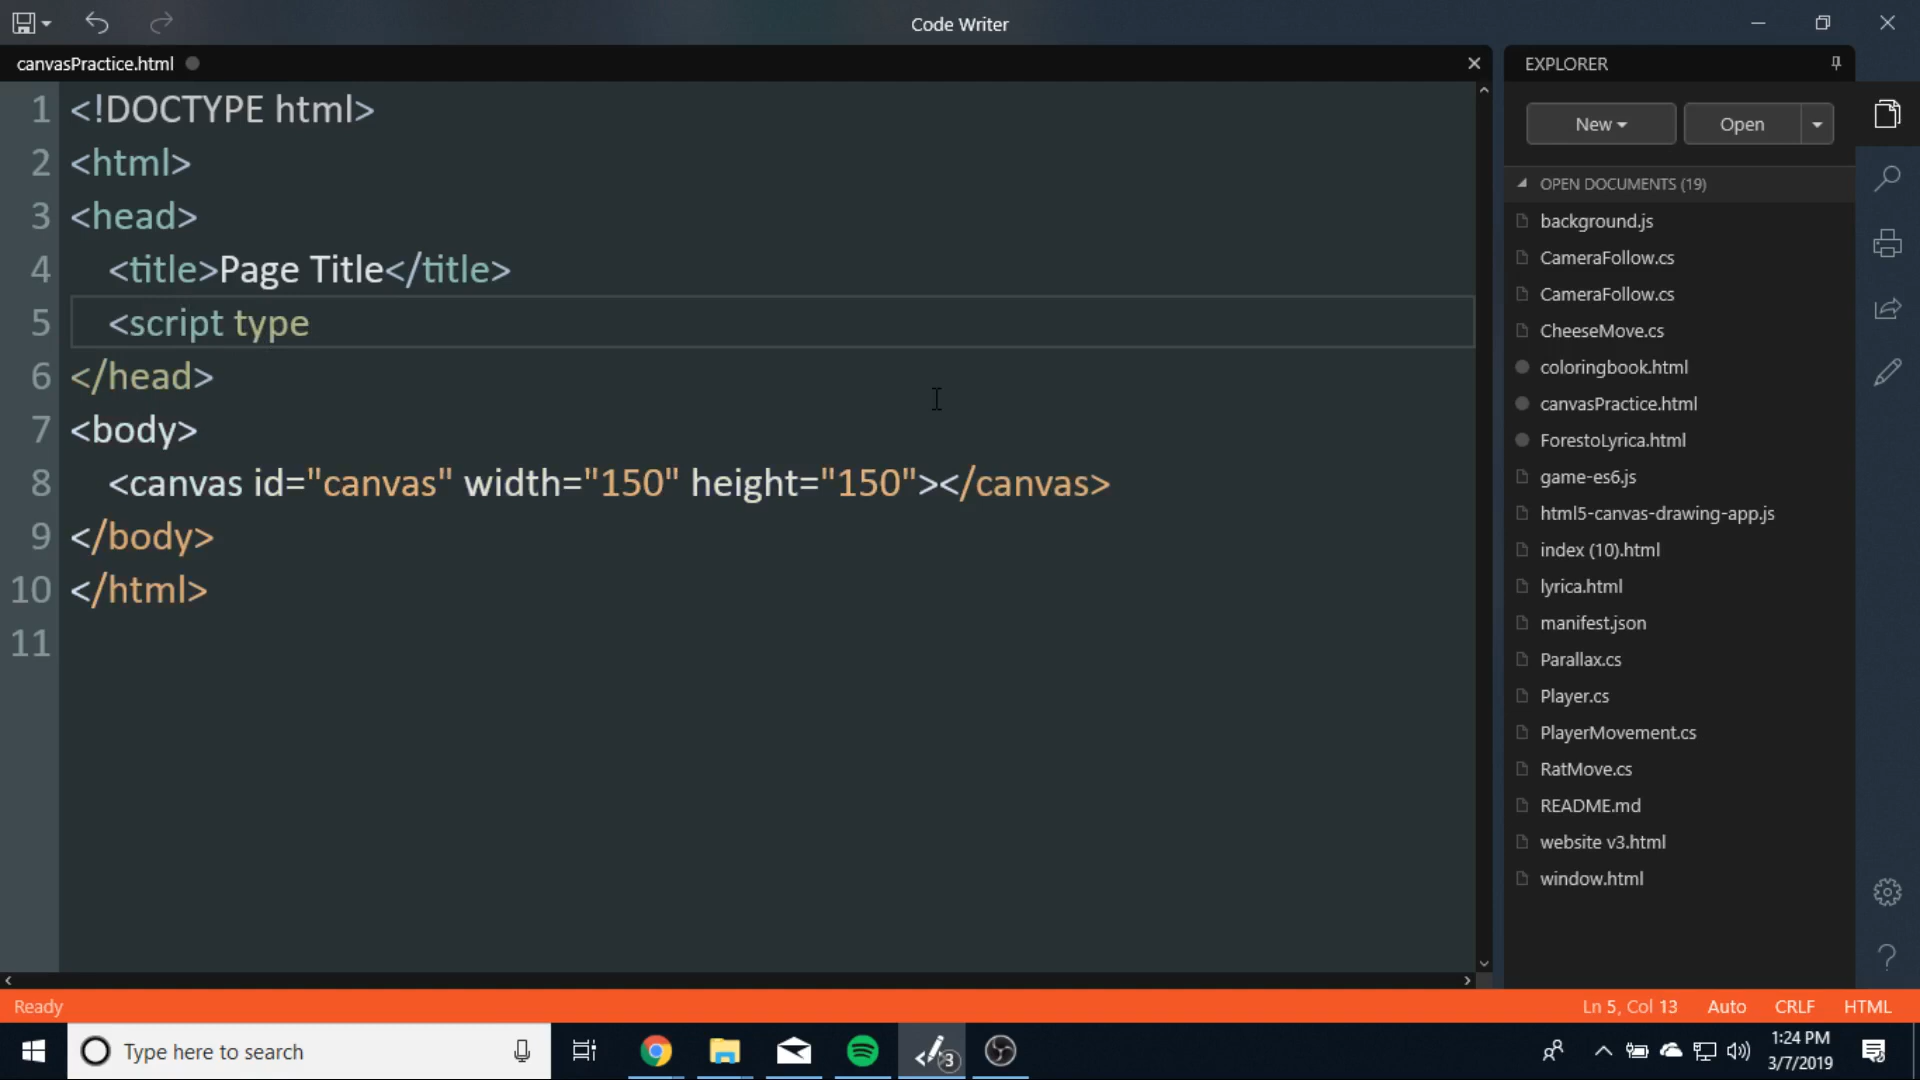 Code Writer
canvasPractice.html
1 <!DOCTYPE html>
2 <html>
3 <head>
4 <title>Page Title</title>
5 <script type
6 </head>
7 <body>
8 <canvas id="canvas" width="150" height="150"></canvas>
9 </body>
10 </html>
11
EXPLORER
New
Open
OPEN DOCUMENTS (19)
background.js
CameraFollow.cs
CameraFollow.cs
CheeseMove.cs
coloringbook.html
canvasPractice.html
ForestoLyrica.html
game-es6.js
html5-canvas-drawing-app.js
index (10).html
lyrica.html
manifest.json
Parallax.cs
Player.cs
PlayerMovement.cs
RatMove.cs
README.md
website v3.html
window.html
Ready
Ln 5, Col 13
Auto
CRLF
HTML
Type here to search
3
1:24 PM
3/7/2019
3